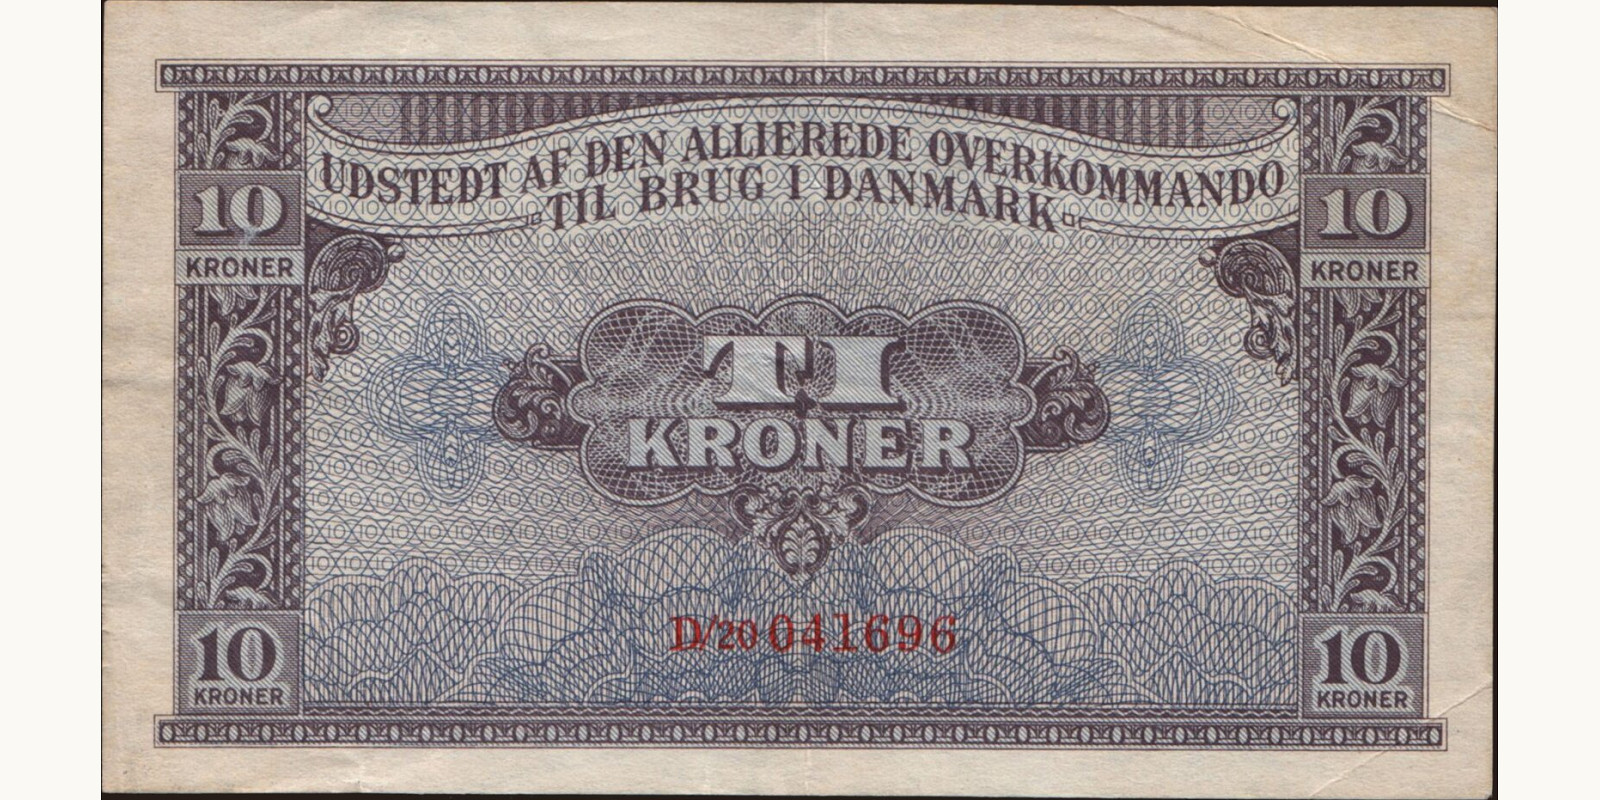 UDSTEDT AF DEN ALLIEREDE OVERKOMMANDO
TIL BRUG I DANMARK
10
KRONER
10
KRONER
TI
KRONER
D/20 041696
10
KRONER
10
KRONER